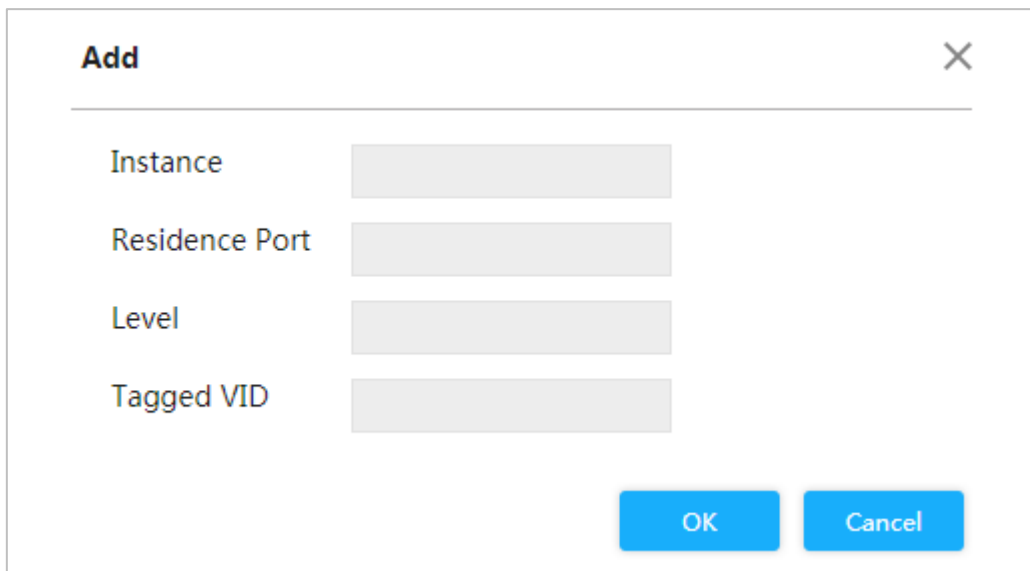 Add
Instance
Residence Port
Level
Tagged VID
OK
Cancel